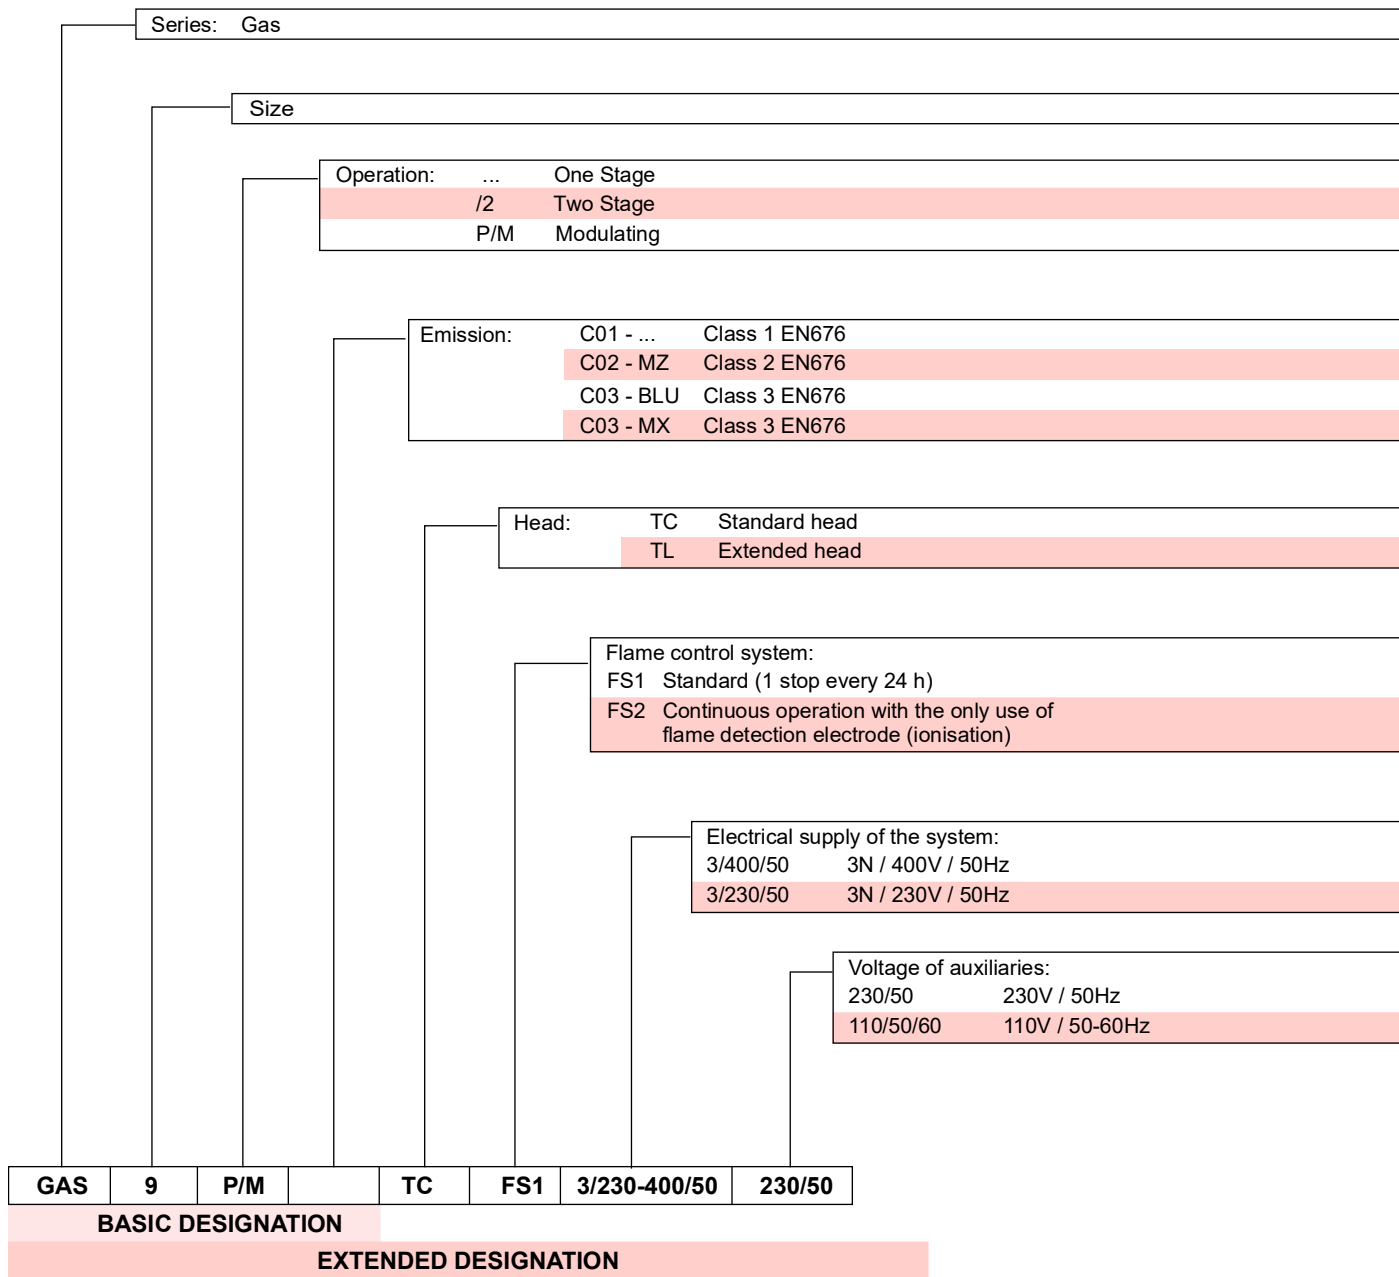 Series: Gas
Size
Operation: ... One Stage
/2 Two Stage
P/M Modulating
Emission: C01 - ... Class 1 EN676
C02 - MZ Class 2 EN676
C03 - BLU Class 3 EN676
C03 - MX Class 3 EN676
Head: TC Standard head
TL Extended head
Flame control system:
FS1 Standard (1 stop every 24 h)
FS2 Continuous operation with the only use of
flame detection electrode (ionisation)
Electrical supply of the system:
3/400/50 3N / 400V / 50Hz
3/230/50 3N / 230V / 50Hz
Voltage of auxiliaries:
230/50 230V / 50Hz
110/50/60 110V / 50-60Hz
GAS 9 P/M TC FS1 3/230-400/50 230/50
BASIC DESIGNATION
EXTENDED DESIGNATION